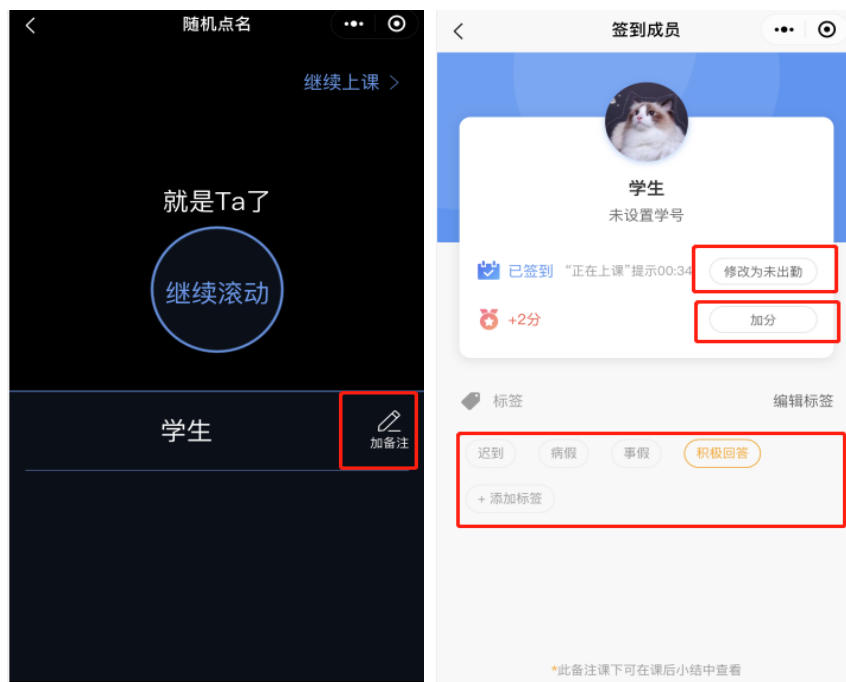 随机点名
继续上课 >
就是Ta了
继续滚动
学生
加备注
签到成员
学生
未设置学号
已签到 “正在上课”提示00:34 修改为未出勤
+2分 加分
标签 编辑标签
迟到 病假 事假 积极回答
+ 添加标签
*此备注课下可在课后小结中查看